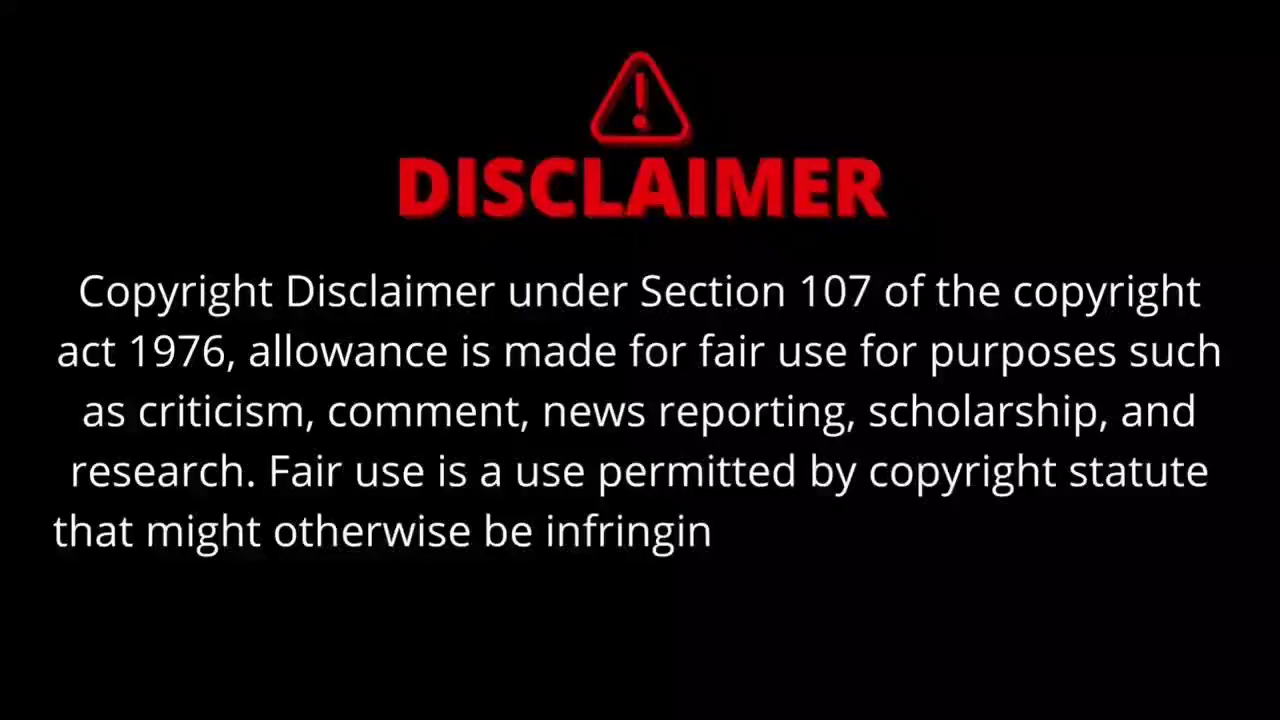 DISCLAIMER
Copyright Disclaimer under Section 107 of the copyright
act 1976, allowance is made for fair use for purposes such
as criticism, comment, news reporting, scholarship, and
research. Fair use is a use permitted by copyright statute
that might otherwise be infringin